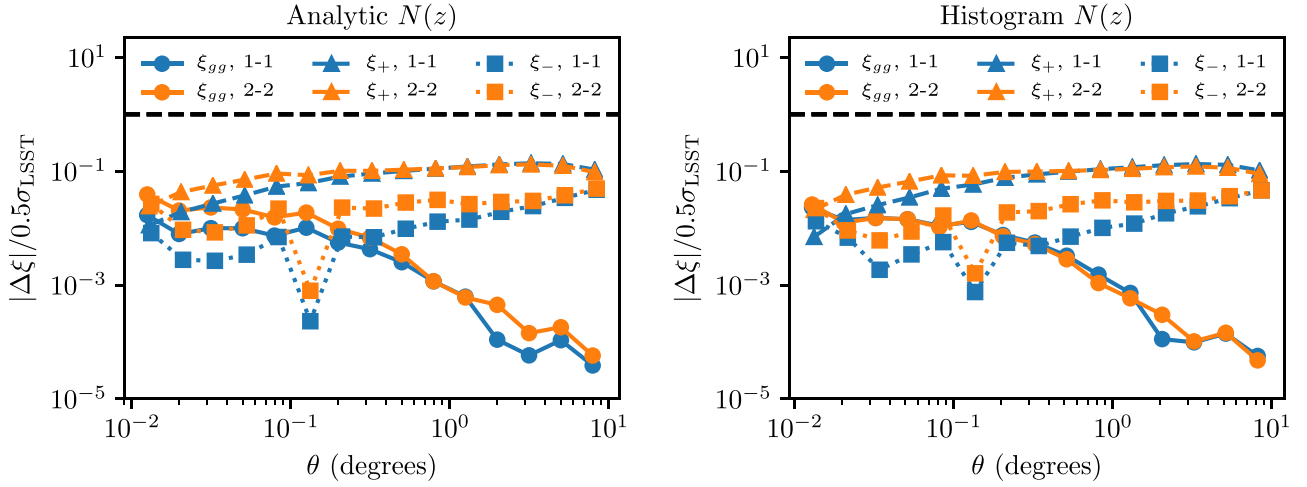 Analytic N(z)
ξgg, 1-1 ξ+, 1-1 ξ−, 1-1
ξgg, 2-2 ξ+, 2-2 ξ−, 2-2
|Δξ|/0.5σLSST
10^1
10^−1
10^−3
10^−5
10^−2 10^−1 10^0 10^1
θ (degrees)
Histogram N(z)
ξgg, 1-1 ξ+, 1-1 ξ−, 1-1
ξgg, 2-2 ξ+, 2-2 ξ−, 2-2
|Δξ|/0.5σLSST
10^1
10^−1
10^−3
10^−5
10^−2 10^−1 10^0 10^1
θ (degrees)